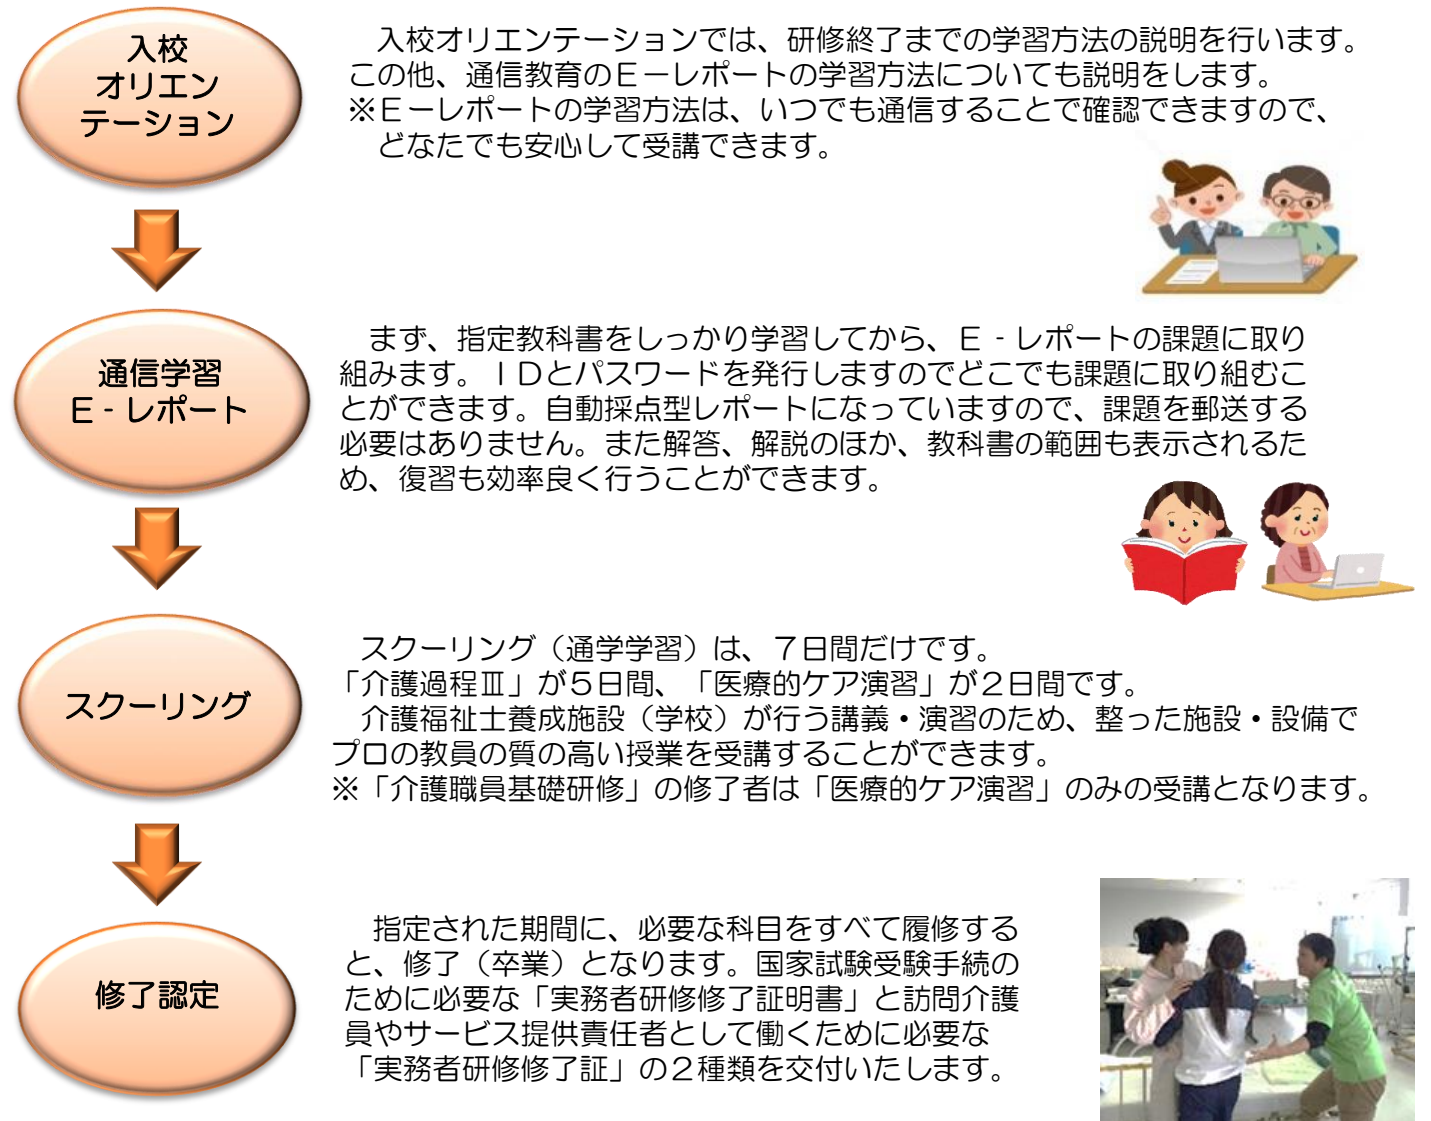 入校
オリエン
テーション
入校オリエンテーションでは、研修終了までの学習方法の説明を行います。
この他、通信教育のＥーレポートの学習方法についても説明をします。
※Ｅーレポートの学習方法は、いつでも通信することで確認できますので、
どなたでも安心して受講できます。
通信学習
Ｅ‐レポート
まず、指定教科書をしっかり学習してから、Ｅ‐レポートの課題に取り
組みます。ＩＤとパスワードを発行しますのでどこでも課題に取り組むこ
とができます。自動採点型レポートになっていますので、課題を郵送する
必要はありません。また解答、解説のほか、教科書の範囲も表示されるた
め、復習も効率良く行うことができます。
スクーリング
スクーリング（通学学習）は、７日間だけです。
「介護過程Ⅲ」が５日間、「医療的ケア演習」が２日間です。
介護福祉士養成施設（学校）が行う講義・演習のため、整った施設・設備で
プロの教員の質の高い授業を受講することができます。
※「介護職員基礎研修」の修了者は「医療的ケア演習」のみの受講となります。
修了認定
指定された期間に、必要な科目をすべて履修する
と、修了（卒業）となります。国家試験受験手続の
ために必要な「実務者研修修了証明書」と訪問介護
員やサービス提供責任者として働くために必要な
「実務者研修修了証」の２種類を交付いたします。